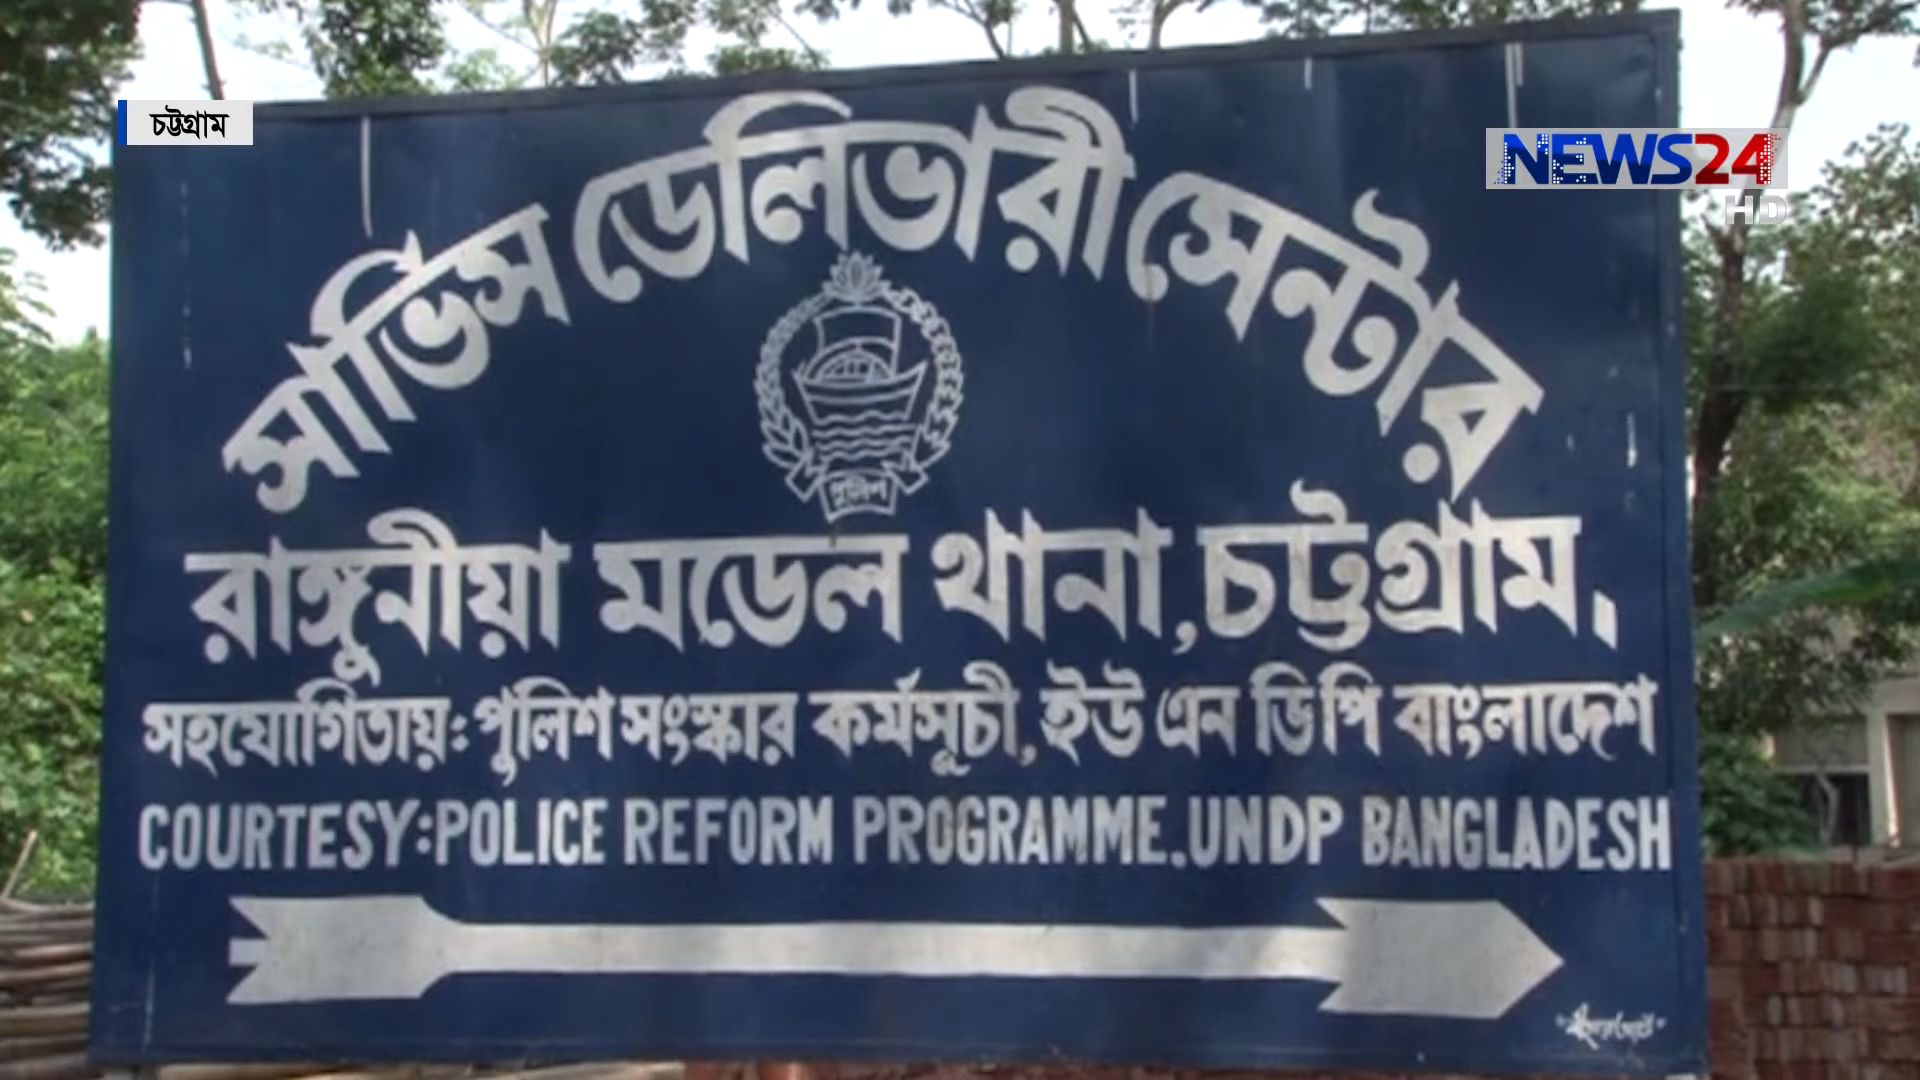 চট্টগ্রাম
NEWS24
HD
সার্ভিস ডেলিভারী সেন্টার
পুলিশ
রাঙ্গুনীয়া মডেল থানা, চট্টগ্রাম.
সহযোগিতায়: পুলিশ সংস্কার কর্মসূচী, ইউ এন ডিপি বাংলাদেশ
COURTESY:POLICE REFORM PROGRAMME.UNDP BANGLADESH